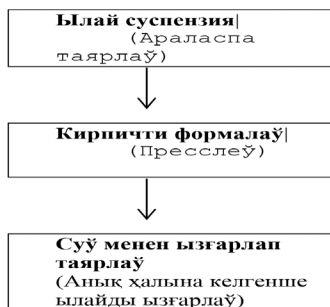 Ылай суспензия|
(Араласпа
таярлаў)
Кирпичти формалаў|
(Пресслеў)
Суў менен ызғарлап
таярлаў
(Анық ҳалына келгенше
ылайды ызғарлаў)